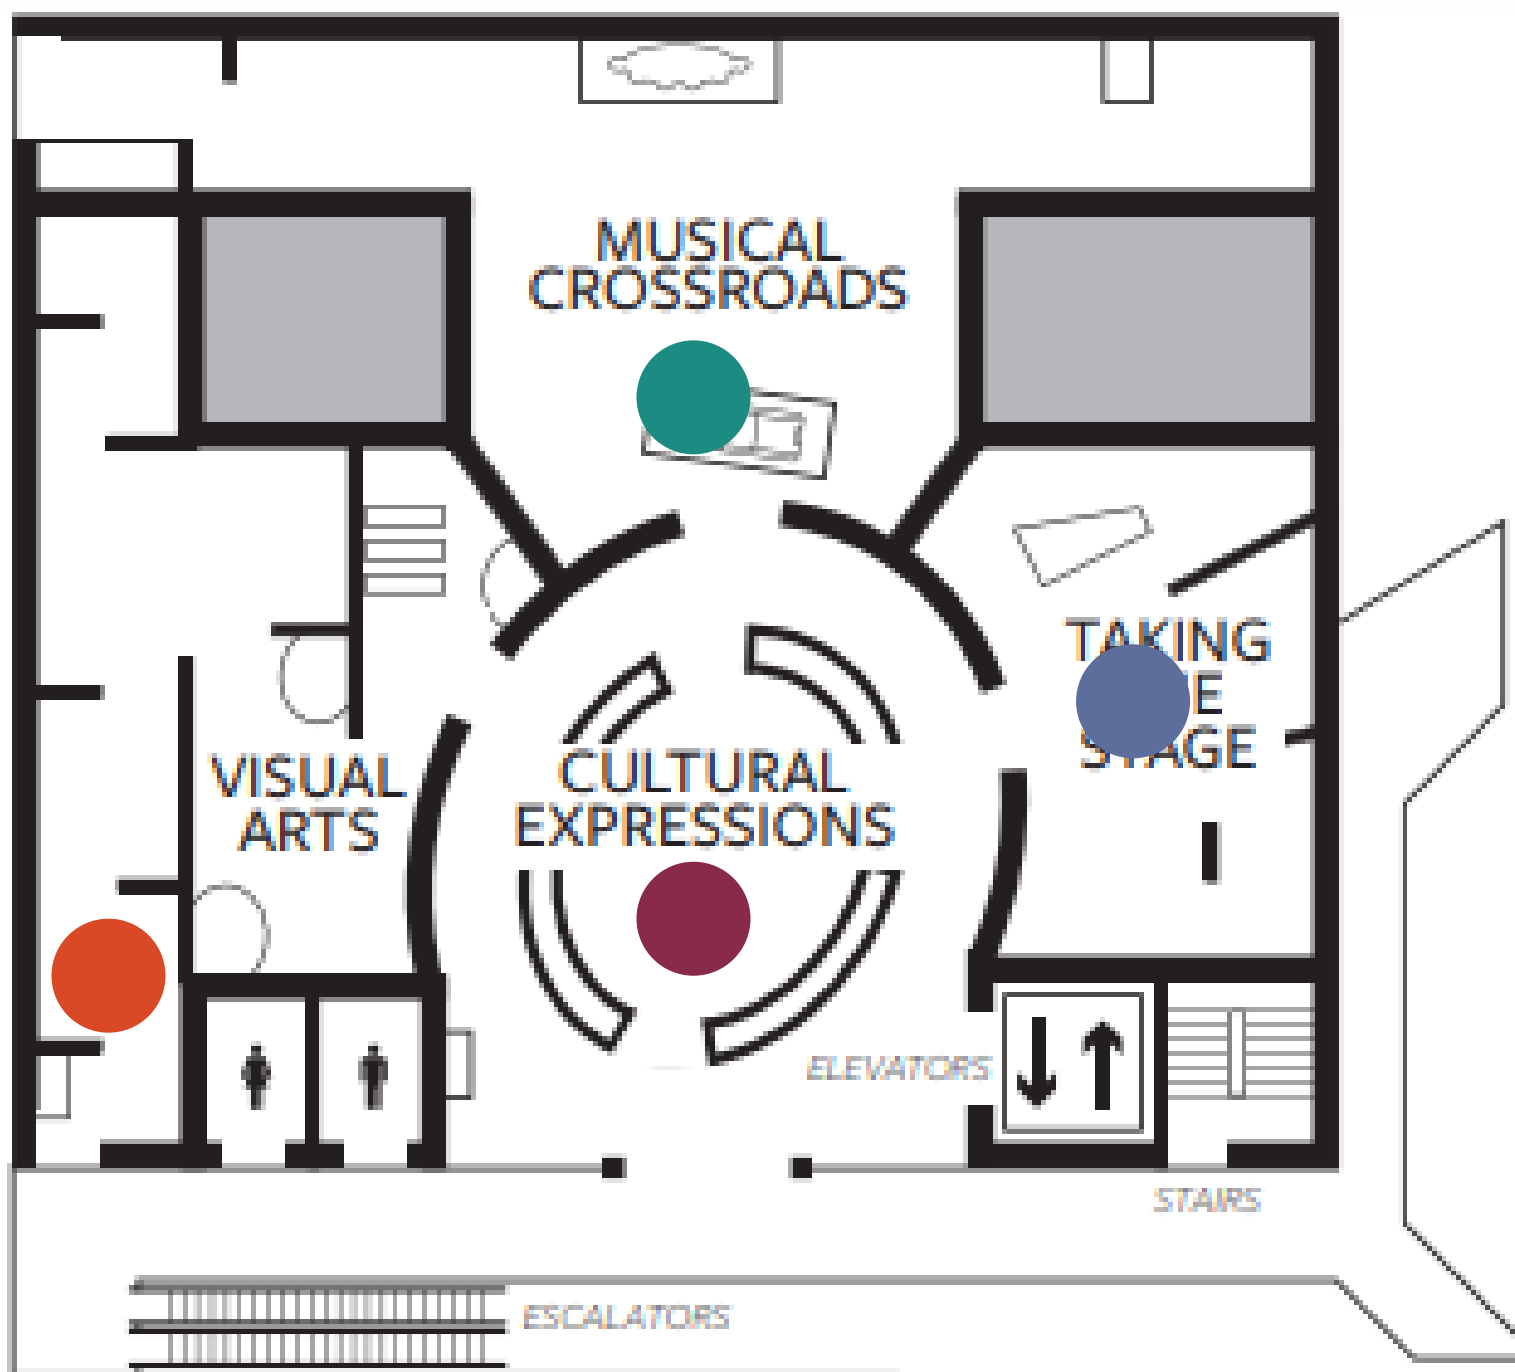 MUSICAL
CROSSROADS
TAKING
VISUAL
ARTS
CULTURAL
EXPRESSIONS
ELEVATORS
STAIRS
ESCALATORS